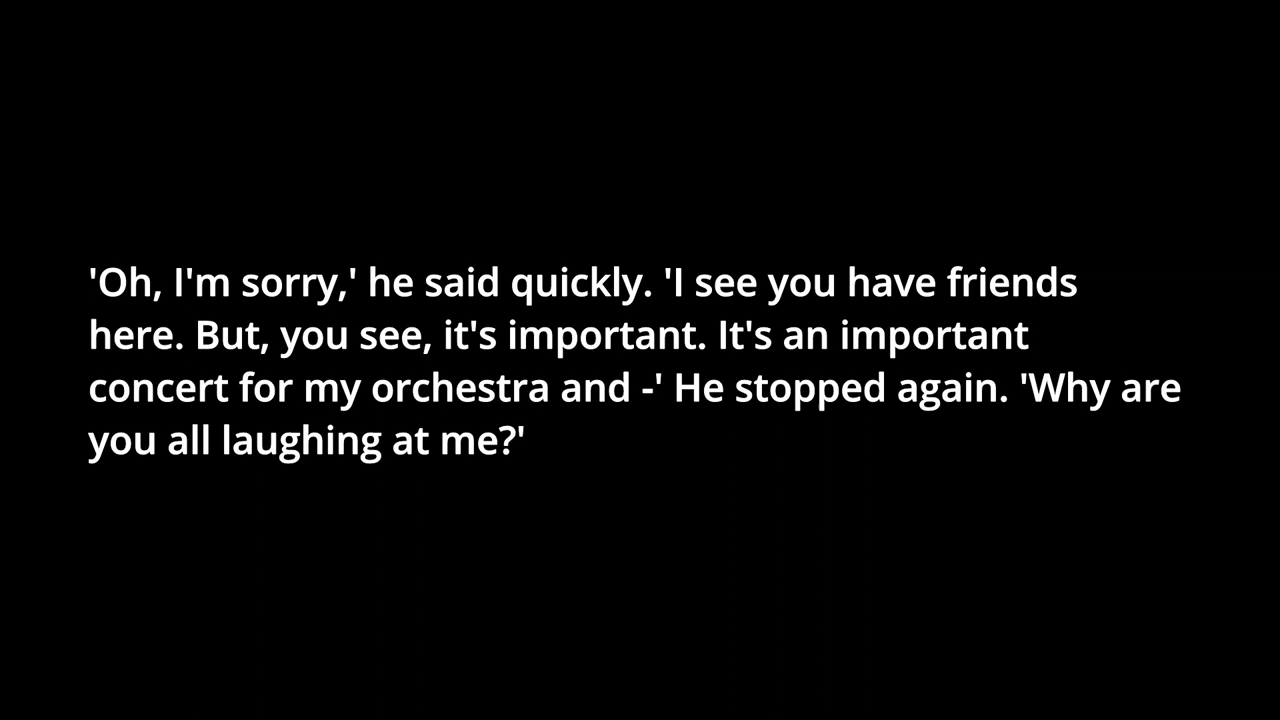 'Oh, I'm sorry,' he said quickly. 'I see you have friends
here. But, you see, it's important. It's an important
concert for my orchestra and -' He stopped again. 'Why are
you all laughing at me?'